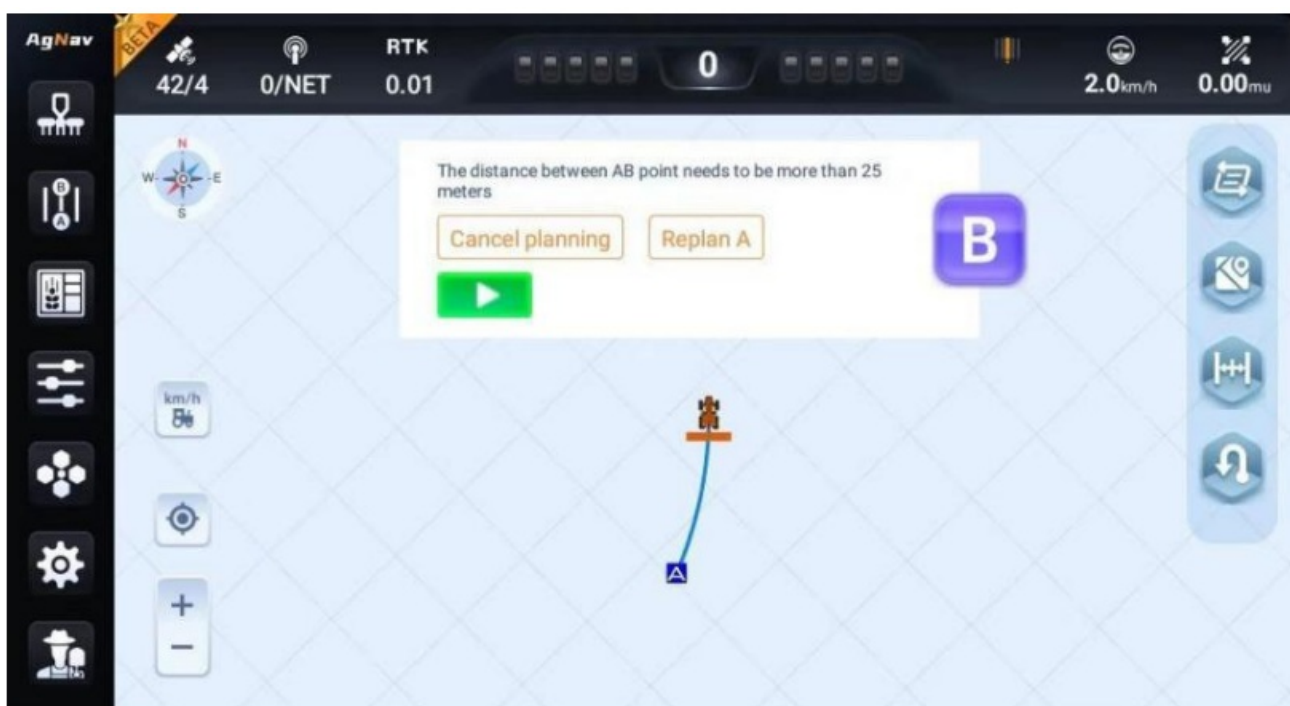 AgNav
BETA
42/4
0/NET
RTK
0.01
0
2.0km/h
0.00mu
N
W
E
S
The distance between AB point needs to be more than 25
meters
Cancel planning
Replan A
B
B
A
km/h
A
+
−